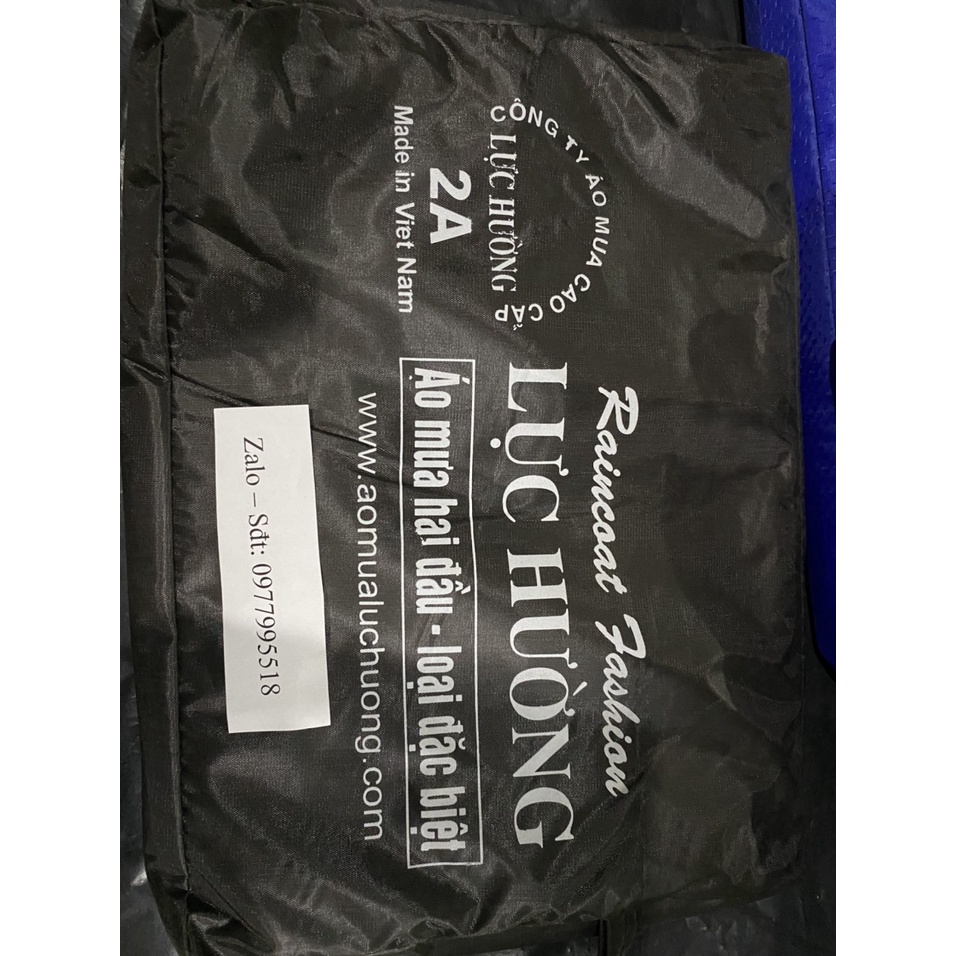 Raincoat Fashion
CÔNG TY ÁO MƯA CAO CẤP
LỰC HƯỜNG
LỰC HƯỜNG
2A
Made in Viet Nam
Áo mưa hai đầu - loại đặc biệt
www.aomualuchuong.com
Zalo – Sđt: 0977995518